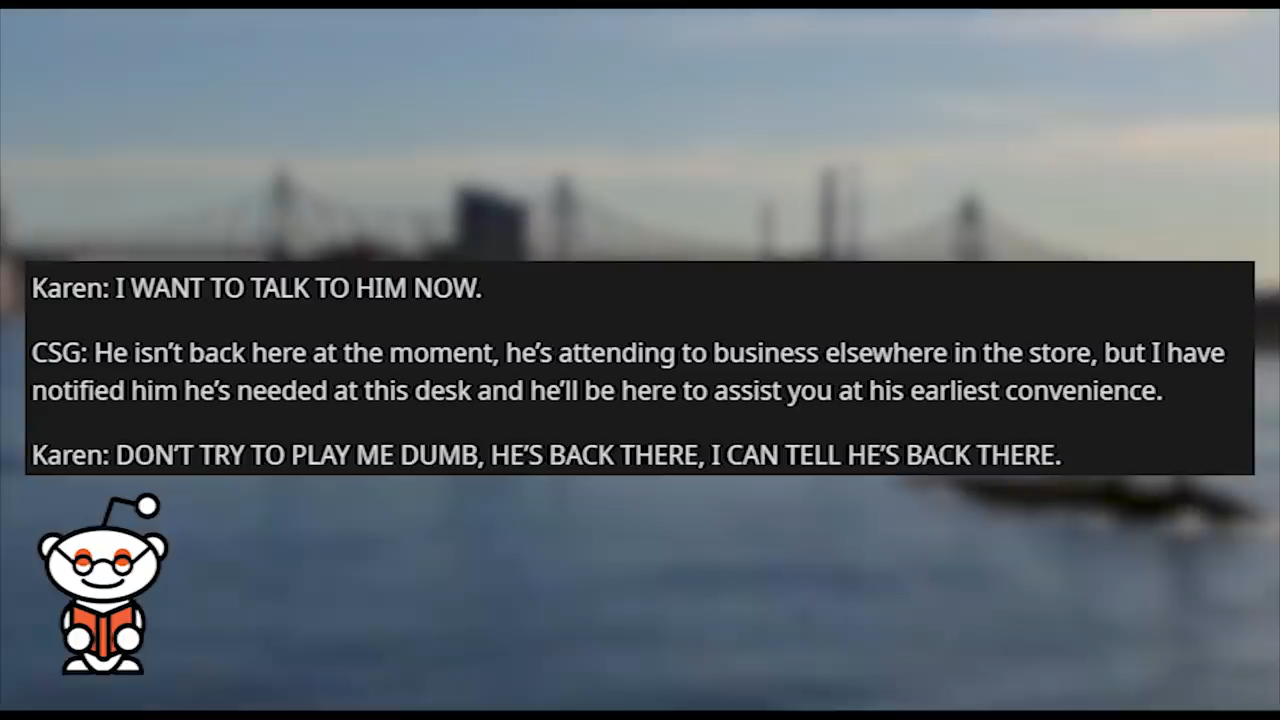 Karen: I WANT TO TALK TO HIM NOW.
CSG: He isn't back here at the moment, he's attending to business elsewhere in the store, but I have
notified him he's needed at this desk and he'll be here to assist you at his earliest convenience.
Karen: DON'T TRY TO PLAY ME DUMB, HE'S BACK THERE, I CAN TELL HE'S BACK THERE.